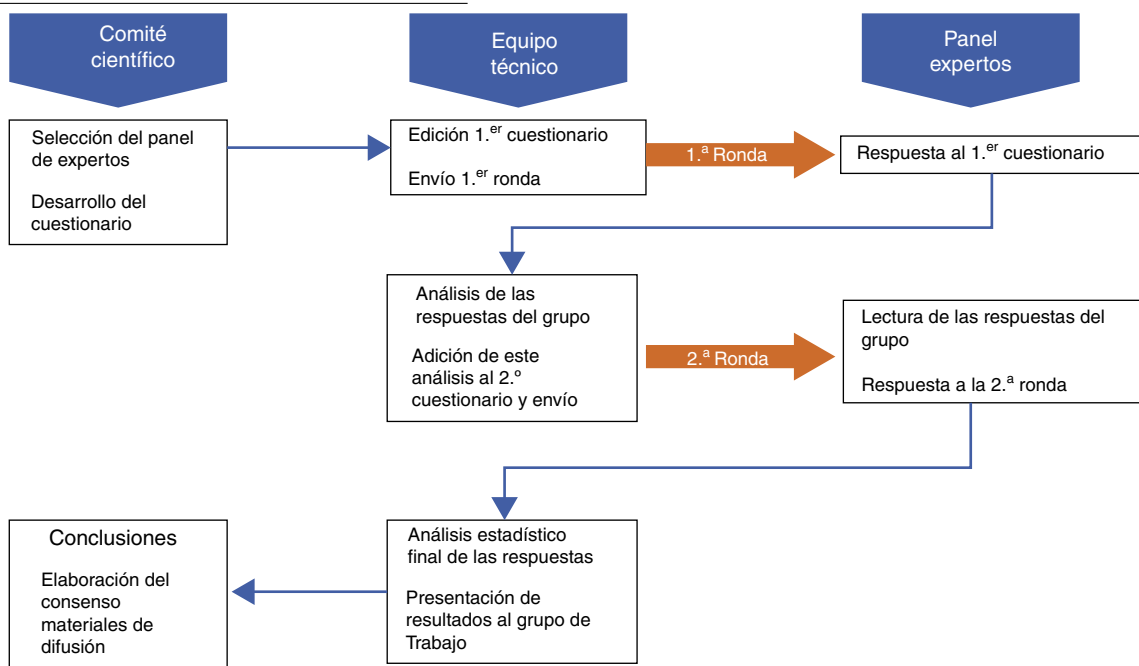 Comité
científico
Equipo
técnico
Panel
expertos
Selección del panel
de expertos
Desarrollo del
cuestionario
Edición 1.er cuestionario
Envío 1.er ronda
1.ª Ronda
Respuesta al 1.er cuestionario
Análisis de las
respuestas del grupo
Adición de este
análisis al 2.º
cuestionario y envío
2.ª Ronda
Lectura de las respuestas del
grupo
Respuesta a la 2.ª ronda
Conclusiones
Elaboración del
consenso
materiales de
difusión
Análisis estadístico
final de las respuestas
Presentación de
resultados al grupo de
Trabajo